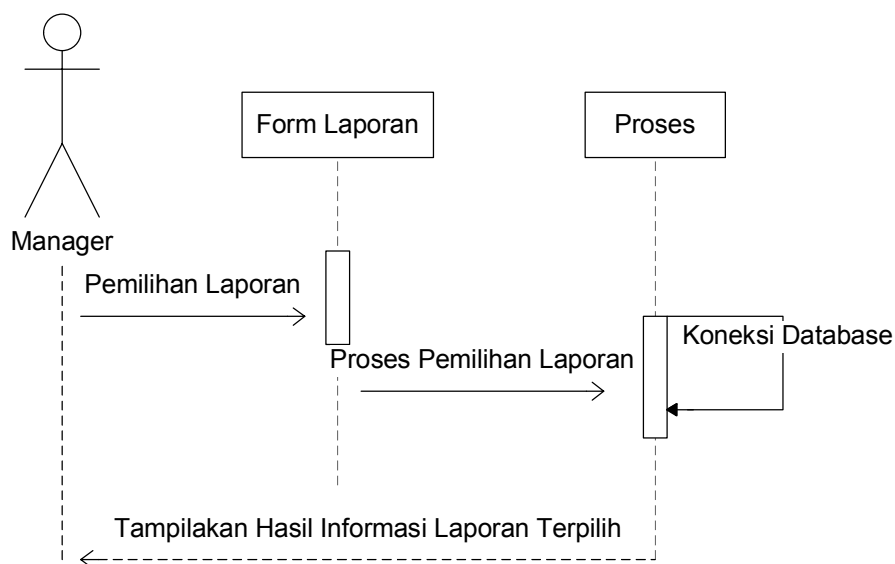 Form Laporan
Proses
Manager
Pemilihan Laporan
Koneksi Database
Proses Pemilihan Laporan
Tampilakan Hasil Informasi Laporan Terpilih